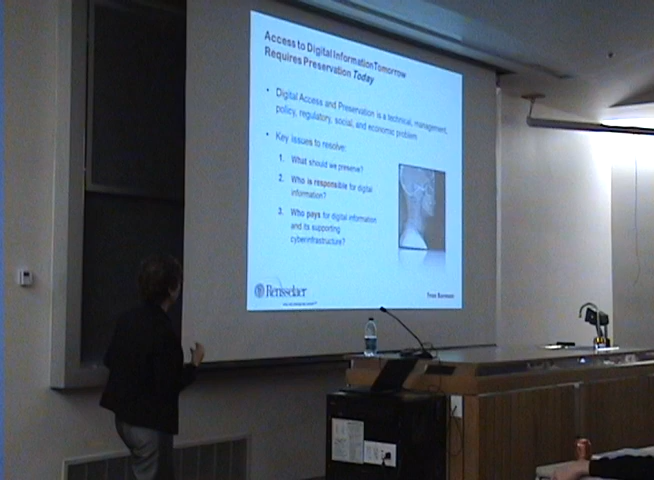 Access to Digital Information Tomorrow
Requires Preservation Today
• Digital Access and Preservation is a technical, management,
policy, regulatory, social, and economic problem
• Key issues to resolve:
1. What should we preserve?
2. Who is responsible for digital
information?
3. Who pays for digital information
and its supporting
cyberinfrastructure?
Rensselaer